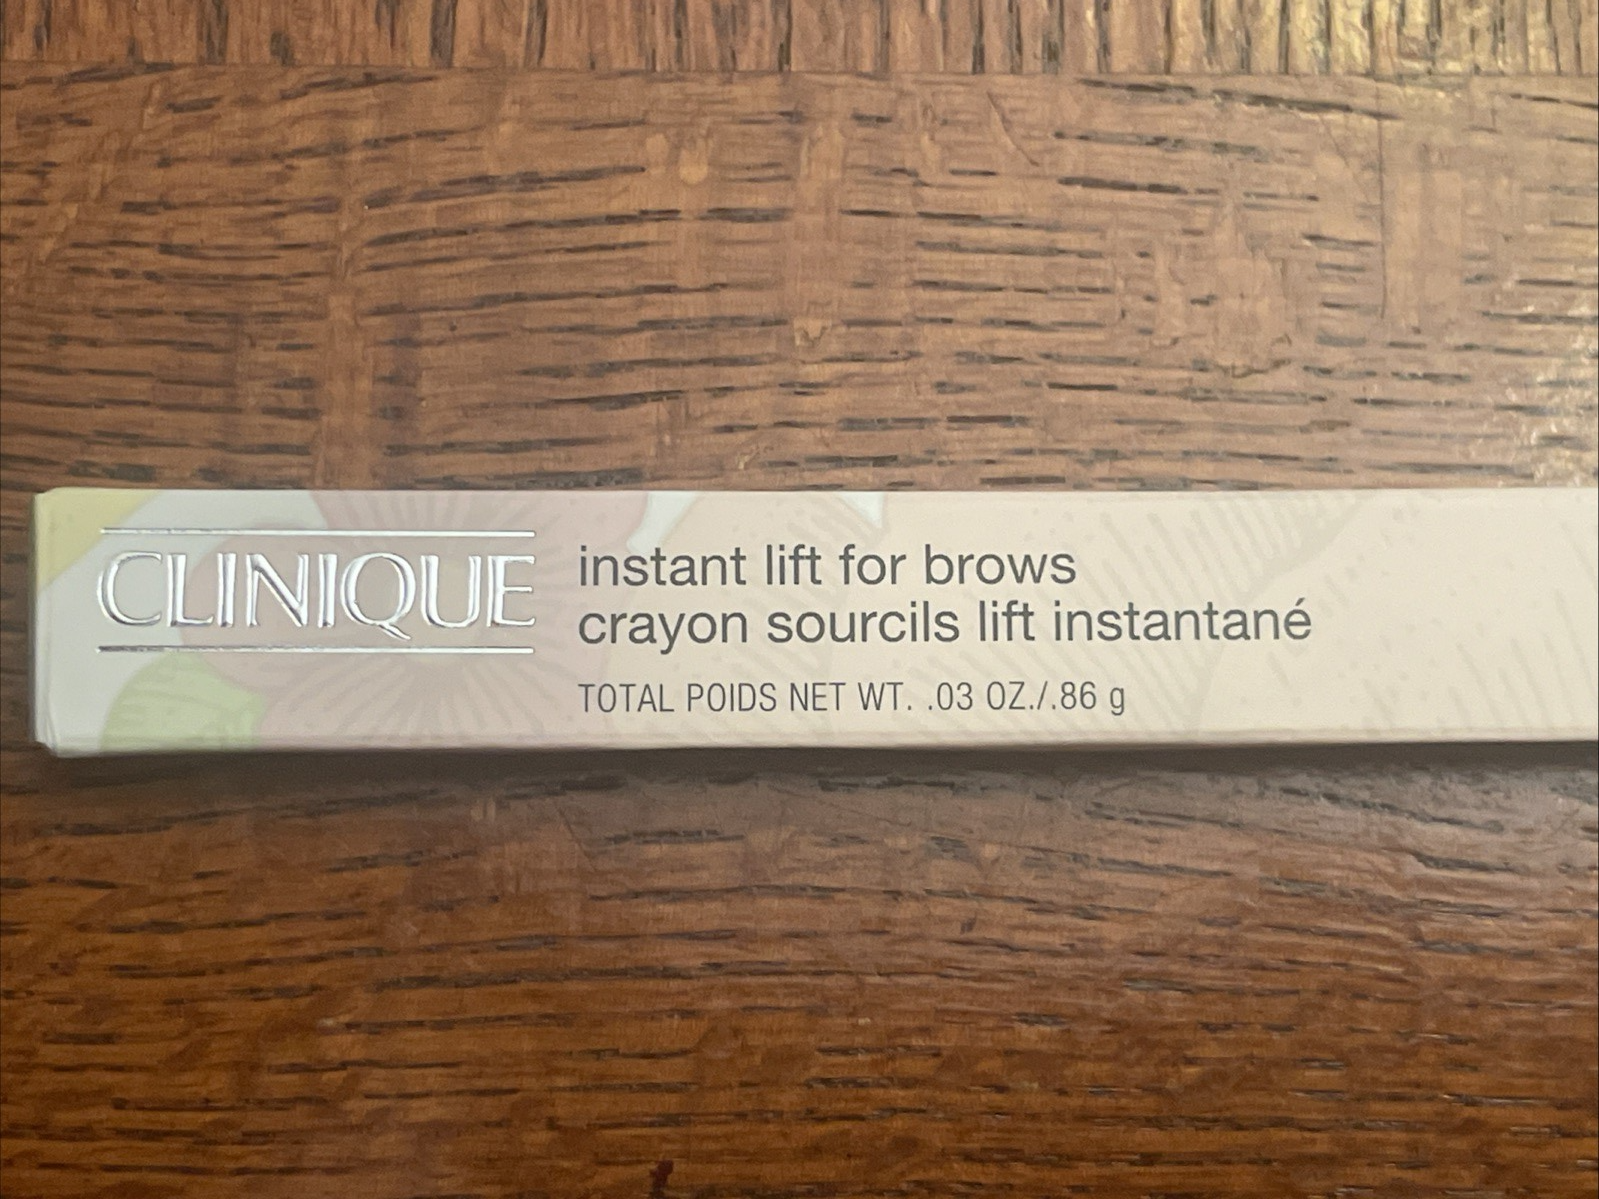 CLINIQUE
instant lift for brows
crayon sourcils lift instantané
TOTAL POIDS NET WT. .03 OZ./.86 g